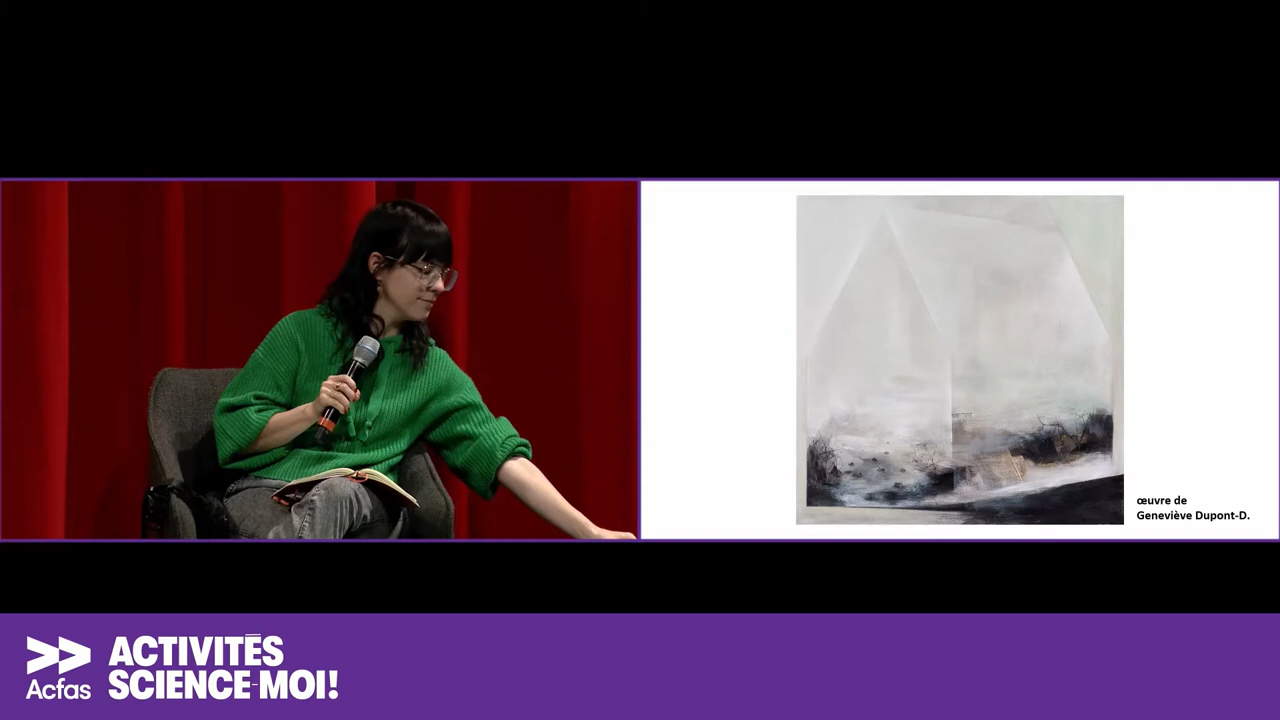 œuvre de
Geneviève Dupont-D.
Acfas
ACTIVITÉS
SCIENCE-MOI!